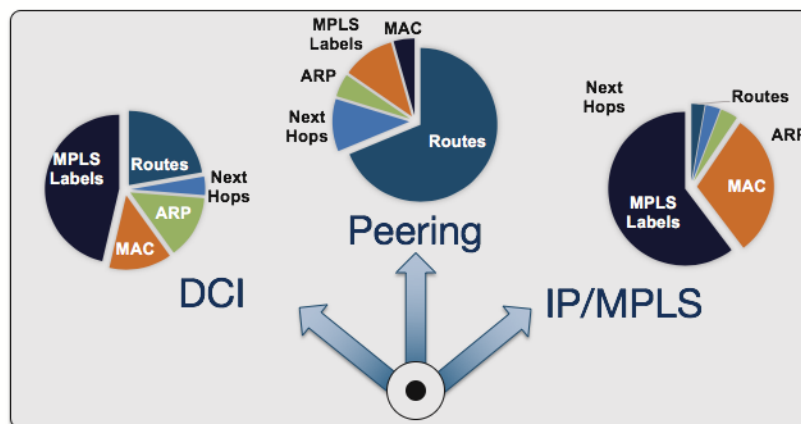 MPLS
Labels
Routes
Next
Hops
ARP
MAC
DCI
MPLS
Labels
MAC
ARP
Next
Hops
Routes
Peering
Next
Hops
Routes
ARP
MAC
MPLS
Labels
IP/MPLS